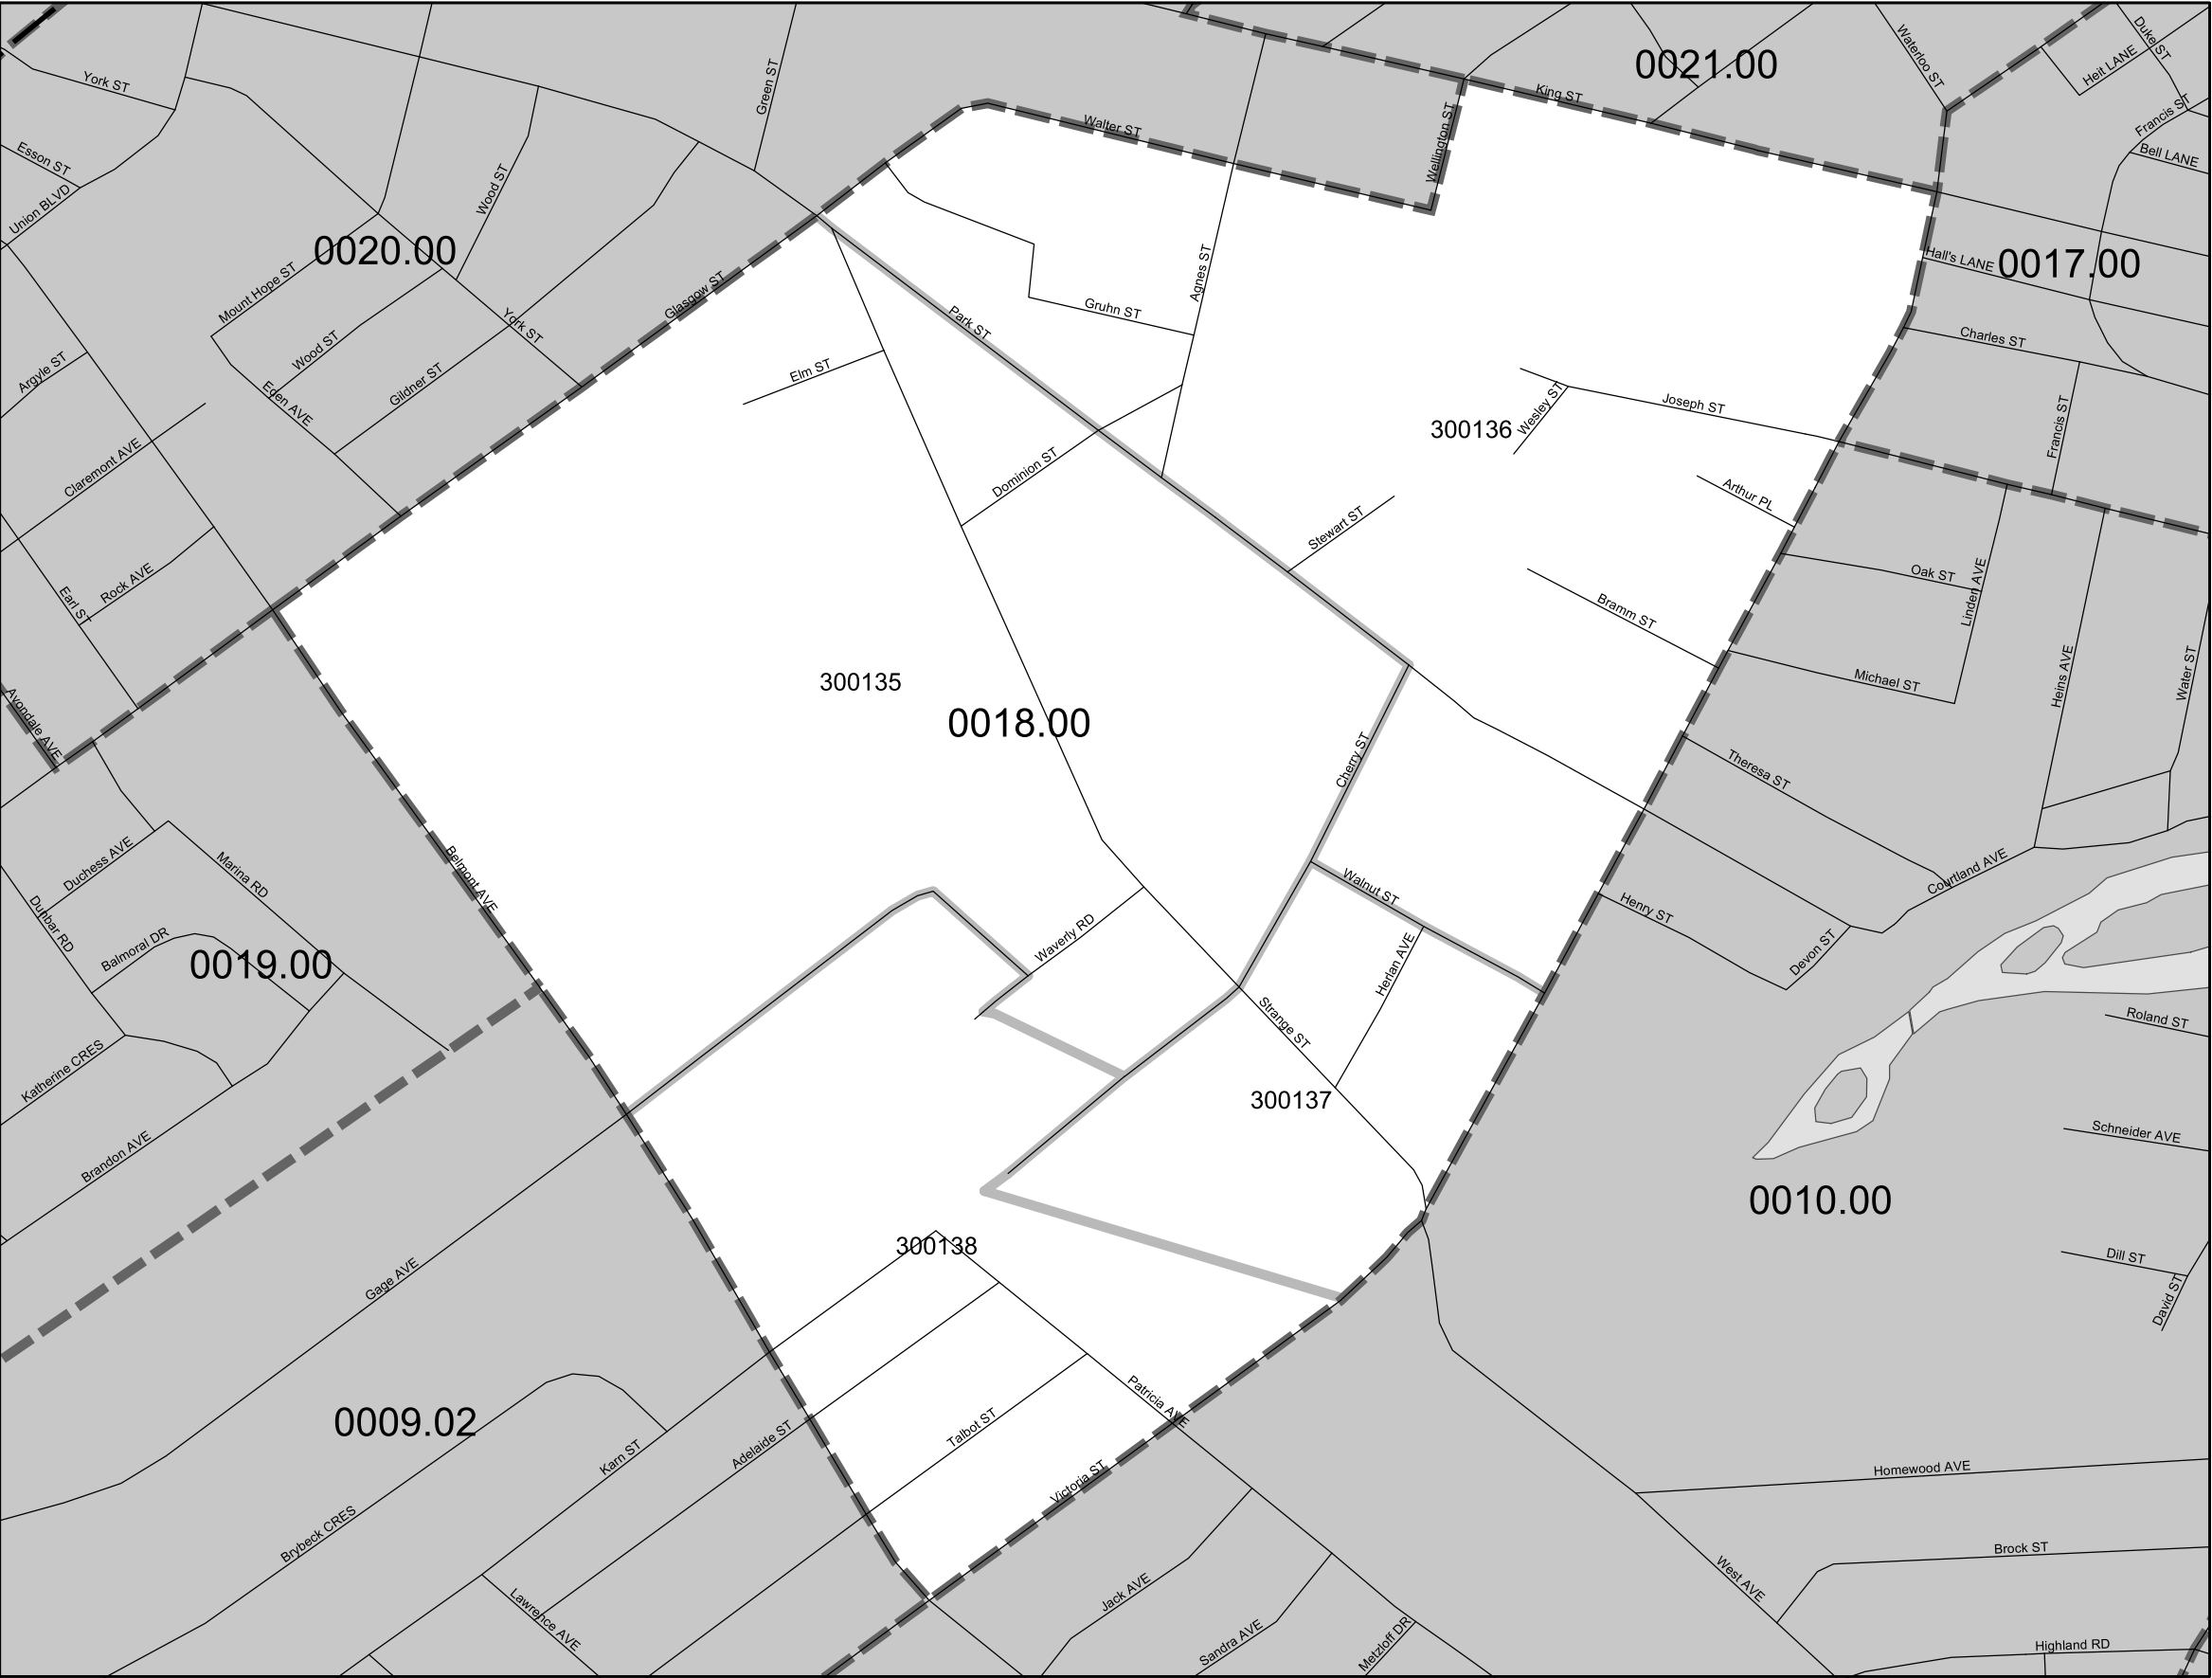 York ST
Green ST
0021.00
Waterloo ST
Duke ST
Heit LANE
King ST
Francis ST
Walter ST
Wellington ST
Esson ST
Bell LANE
Union BLVD
Wood ST
0020.00
Hall's LANE
0017.00
Mount Hope ST
Glasgow ST
Agnes ST
Gruhn ST
Park ST
York ST
Charles ST
Wood ST
Argyle ST
Gildner ST
Elm ST
Eden AVE
Joseph ST
Wesley ST
300136
Francis ST
Claremont AVE
Dominion ST
Arthur PL
Stewart ST
Rock AVE
Earl ST
Oak ST
Linden AVE
Bramm ST
300135
Michael ST
Heins AVE
Water ST
0018.00
Avondale AVE
Cherry ST
Theresa ST
Duchess AVE
Marina RD
Belmont AVE
Courtland AVE
Walnut ST
Dunbar RD
Henry ST
Balmoral DR
Waverly RD
Herlan AVE
Devon ST
0019.00
Strange ST
Roland ST
Katherine CRES
300137
Schneider AVE
Brandon AVE
0010.00
300138
Gage AVE
Dill ST
David ST
0009.02
Patricia AVE
Talbot ST
Adelaide ST
Karn ST
Victoria ST
Homewood AVE
Brybeck CRES
Brock ST
West AVE
Jack AVE
Lawrence AVE
Sandra AVE
Metzloff DR
Highland RD